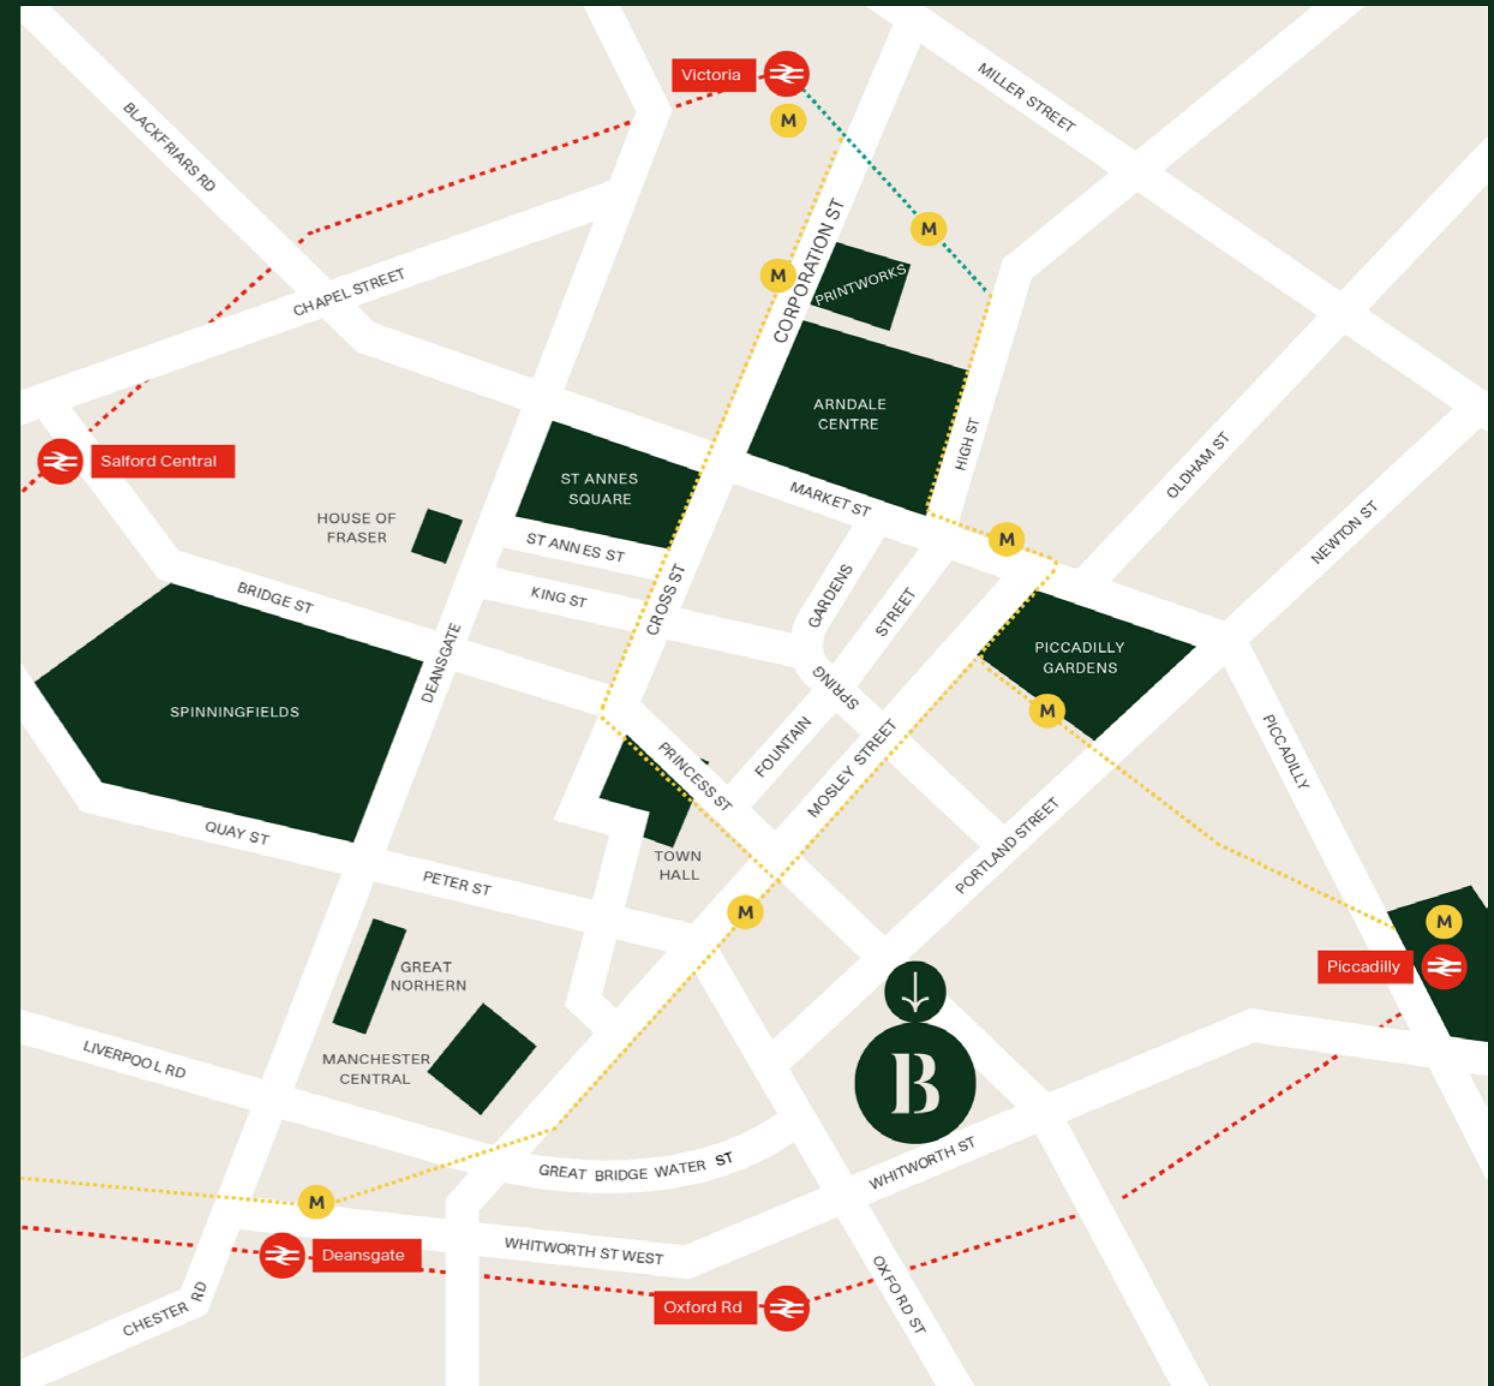 Victoria
M
MILLER STREET
BLACKFRIARS RD
M
CORPORATION ST
M
PRINTWORKS
CHAPEL STREET
ARNDALE
CENTRE
HIGH ST
Salford Central
ST ANNES
SQUARE
MARKET ST
OLDHAM ST
NEWTON ST
HOUSE OF
FRASER
ST ANNES ST
M
BRIDGE ST
KING ST
CROSS ST
GARDENS
STREET
DEANSGATE
PICCADILLY
GARDENS
SPRING
SPINNINGFIELDS
M
PICCADILLY
PRINCESS ST
FOUNTAIN
MOSLEY STREET
QUAY ST
PORTLAND STREET
TOWN
HALL
PETER ST
M
M
Piccadilly
GREAT
NORHERN
LIVERPOOL RD
MANCHESTER
CENTRAL
B
GREAT BRIDGE WATER ST
WHITWORTH ST
M
Deansgate
WHITWORTH ST WEST
OXFORD ST
Oxford Rd
CHESTER RD